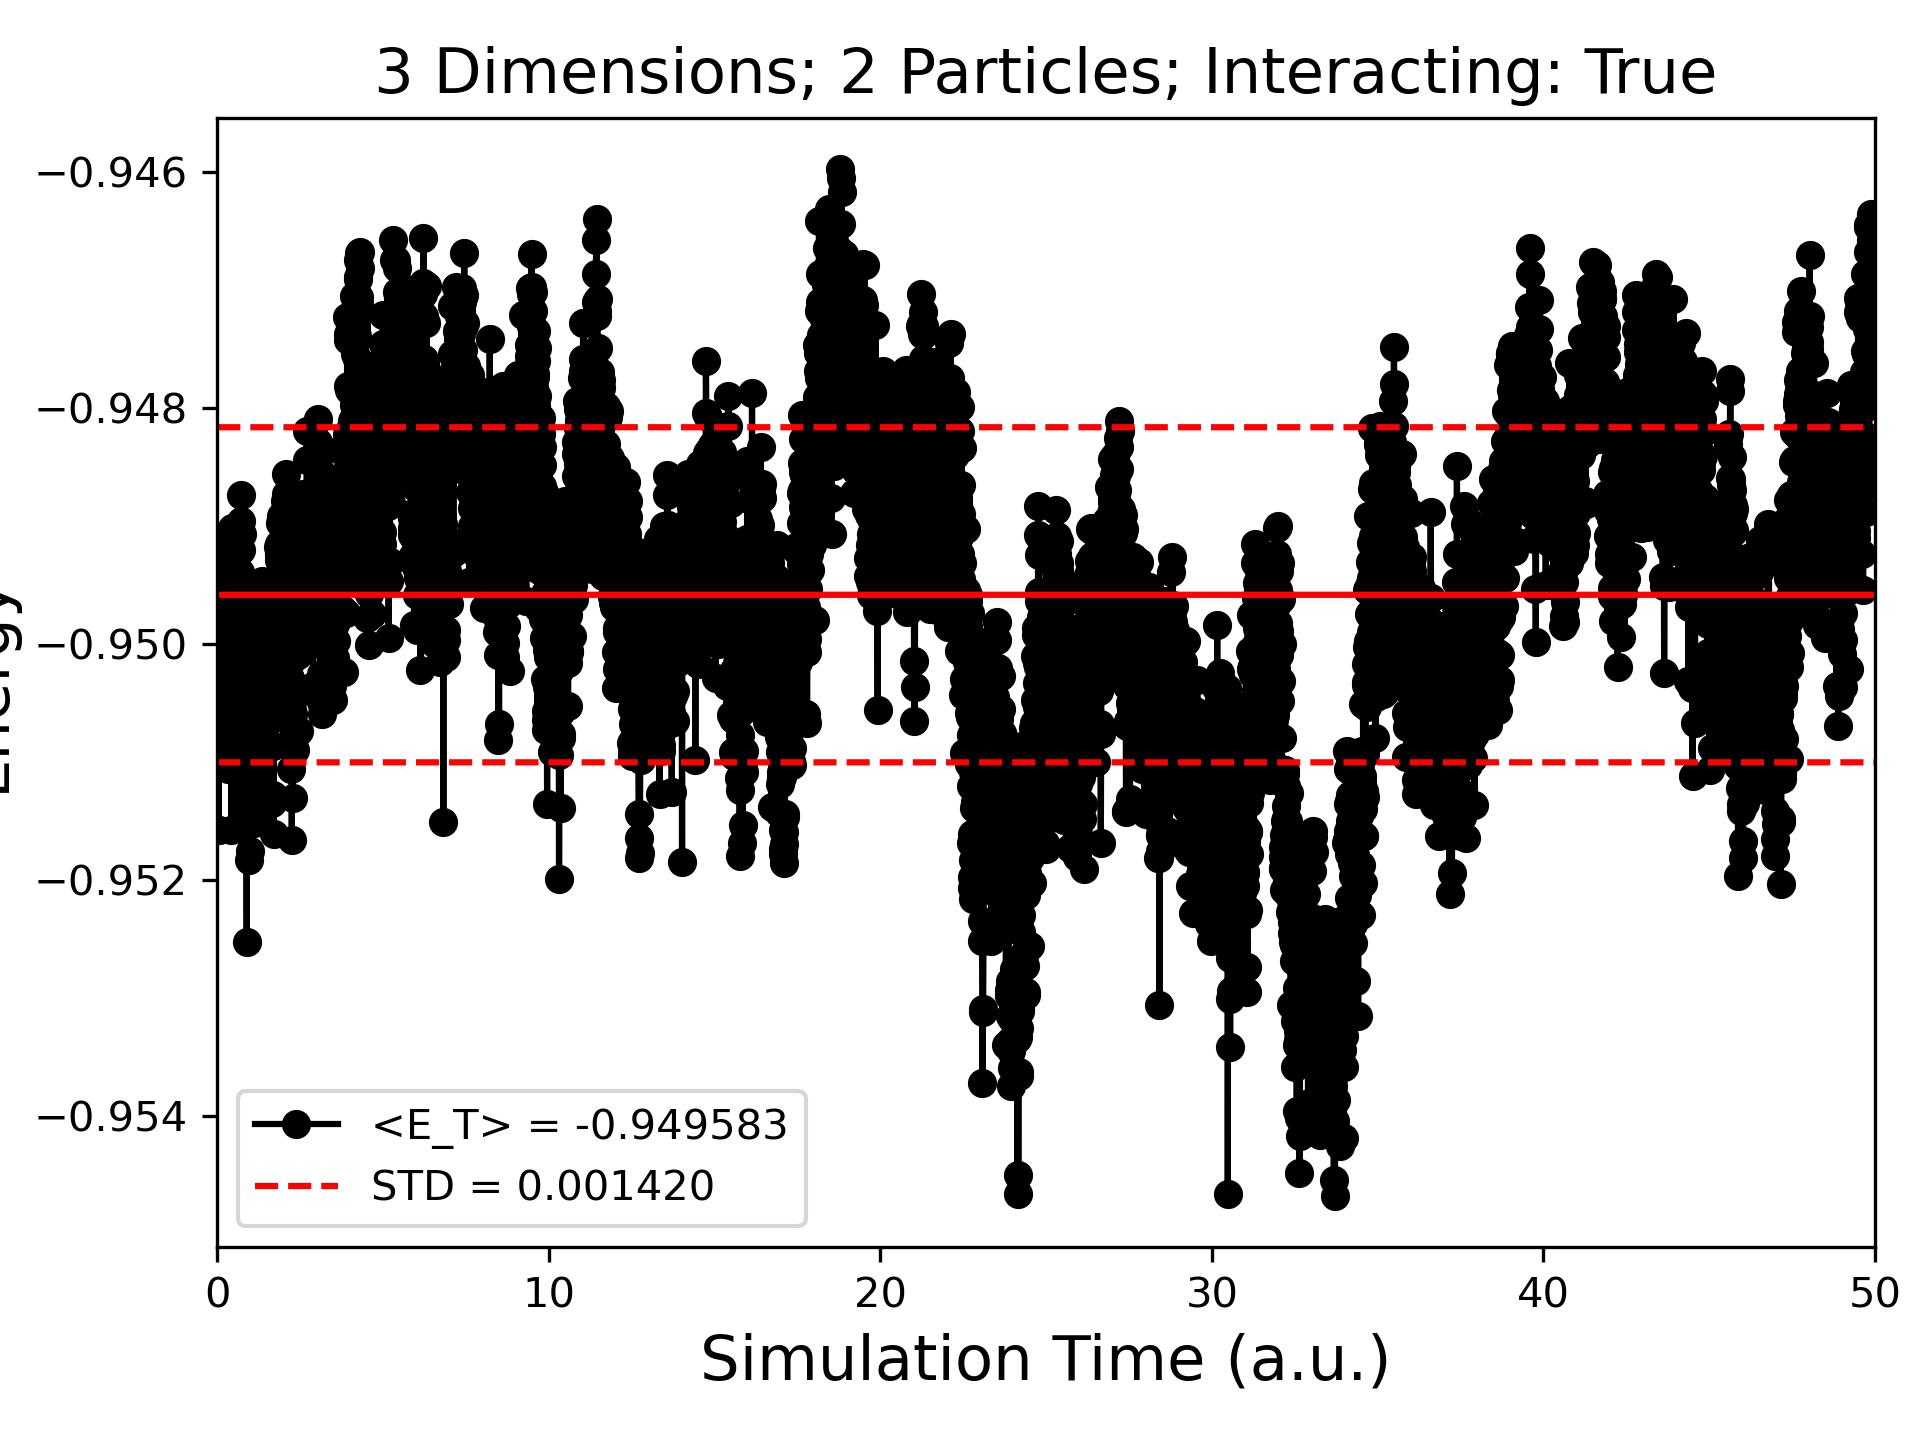 3 Dimensions; 2 Particles; Interacting: True
Energy
−0.946
−0.948
−0.950
−0.952
−0.954
<E_T> = -0.949583
STD = 0.001420
0 10 20 30 40 50
Simulation Time (a.u.)